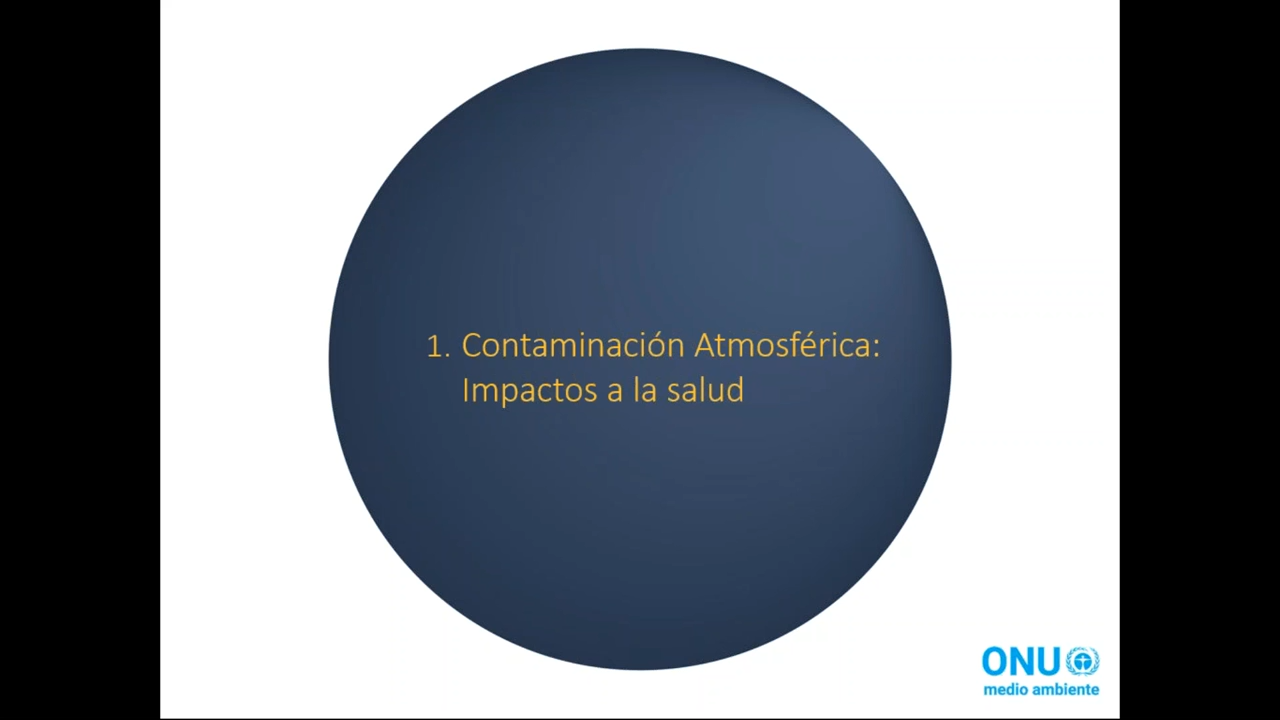 1. Contaminación Atmosférica:
Impactos a la salud
ONU
medio ambiente